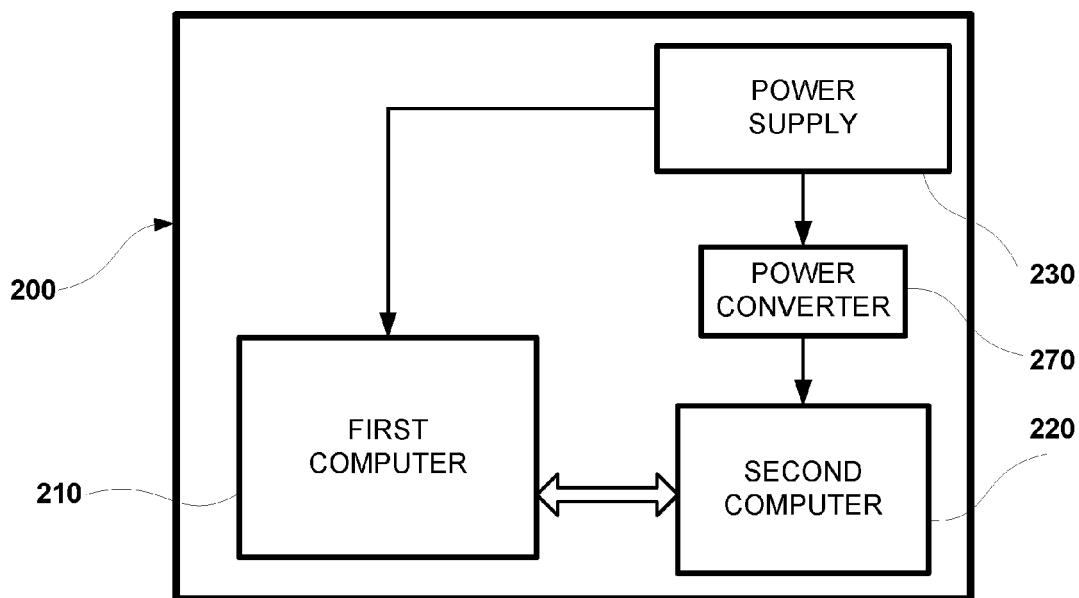 POWER
SUPPLY
200
230
POWER
CONVERTER
270
FIRST
COMPUTER
220
SECOND
COMPUTER
210